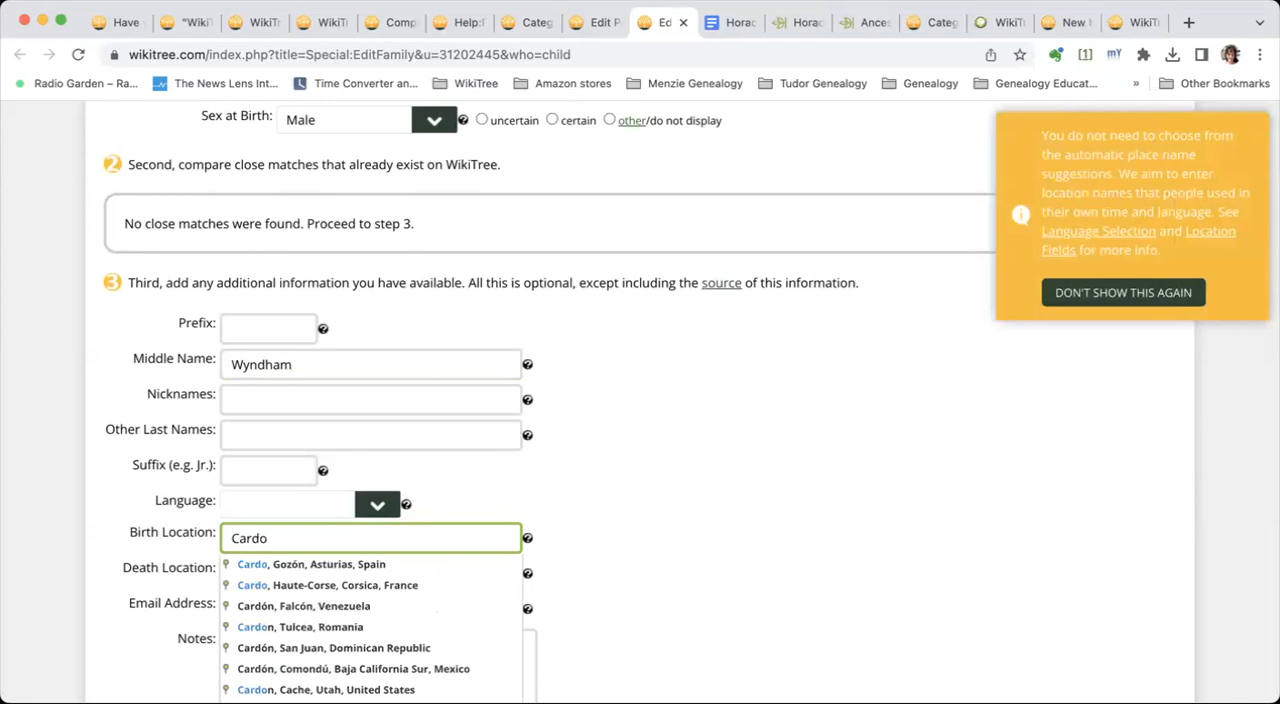 Have
"WikiT
WikiTr
WikiTr
Comp
Help:I
Categ
Edit P
Ed
Horac
Horac
Ances
Categ
WikiT
New H
WikiTr
wikitree.com/index.php?title=Special:EditFamily&u=31202445&who=child
Radio Garden – Ra...
The News Lens Int...
Time Converter an...
WikiTree
Amazon stores
Menzie Genealogy
Tudor Genealogy
Genealogy
Genealogy Educat...
»
Other Bookmarks
Sex at Birth: Male uncertain certain other/do not display
You do not need to choose from
the automatic place name
suggestions. We aim to enter
location names that people used in
their own time and language. See
Language Selection and Location
Fields for more info.
DON'T SHOW THIS AGAIN
2 Second, compare close matches that already exist on WikiTree.
No close matches were found. Proceed to step 3.
3 Third, add any additional information you have available. All this is optional, except including the source of this information.
Prefix:
Middle Name: Wyndham
Nicknames:
Other Last Names:
Suffix (e.g. Jr.):
Language:
Birth Location: Cardo
Cardo, Gozón, Asturias, Spain
Death Location:
Cardo, Haute-Corse, Corsica, France
Email Address:
Cardón, Falcón, Venezuela
Cardon, Tulcea, Romania
Notes:
Cardón, San Juan, Dominican Republic
Cardón, Comondú, Baja California Sur, Mexico
Cardon, Cache, Utah, United States